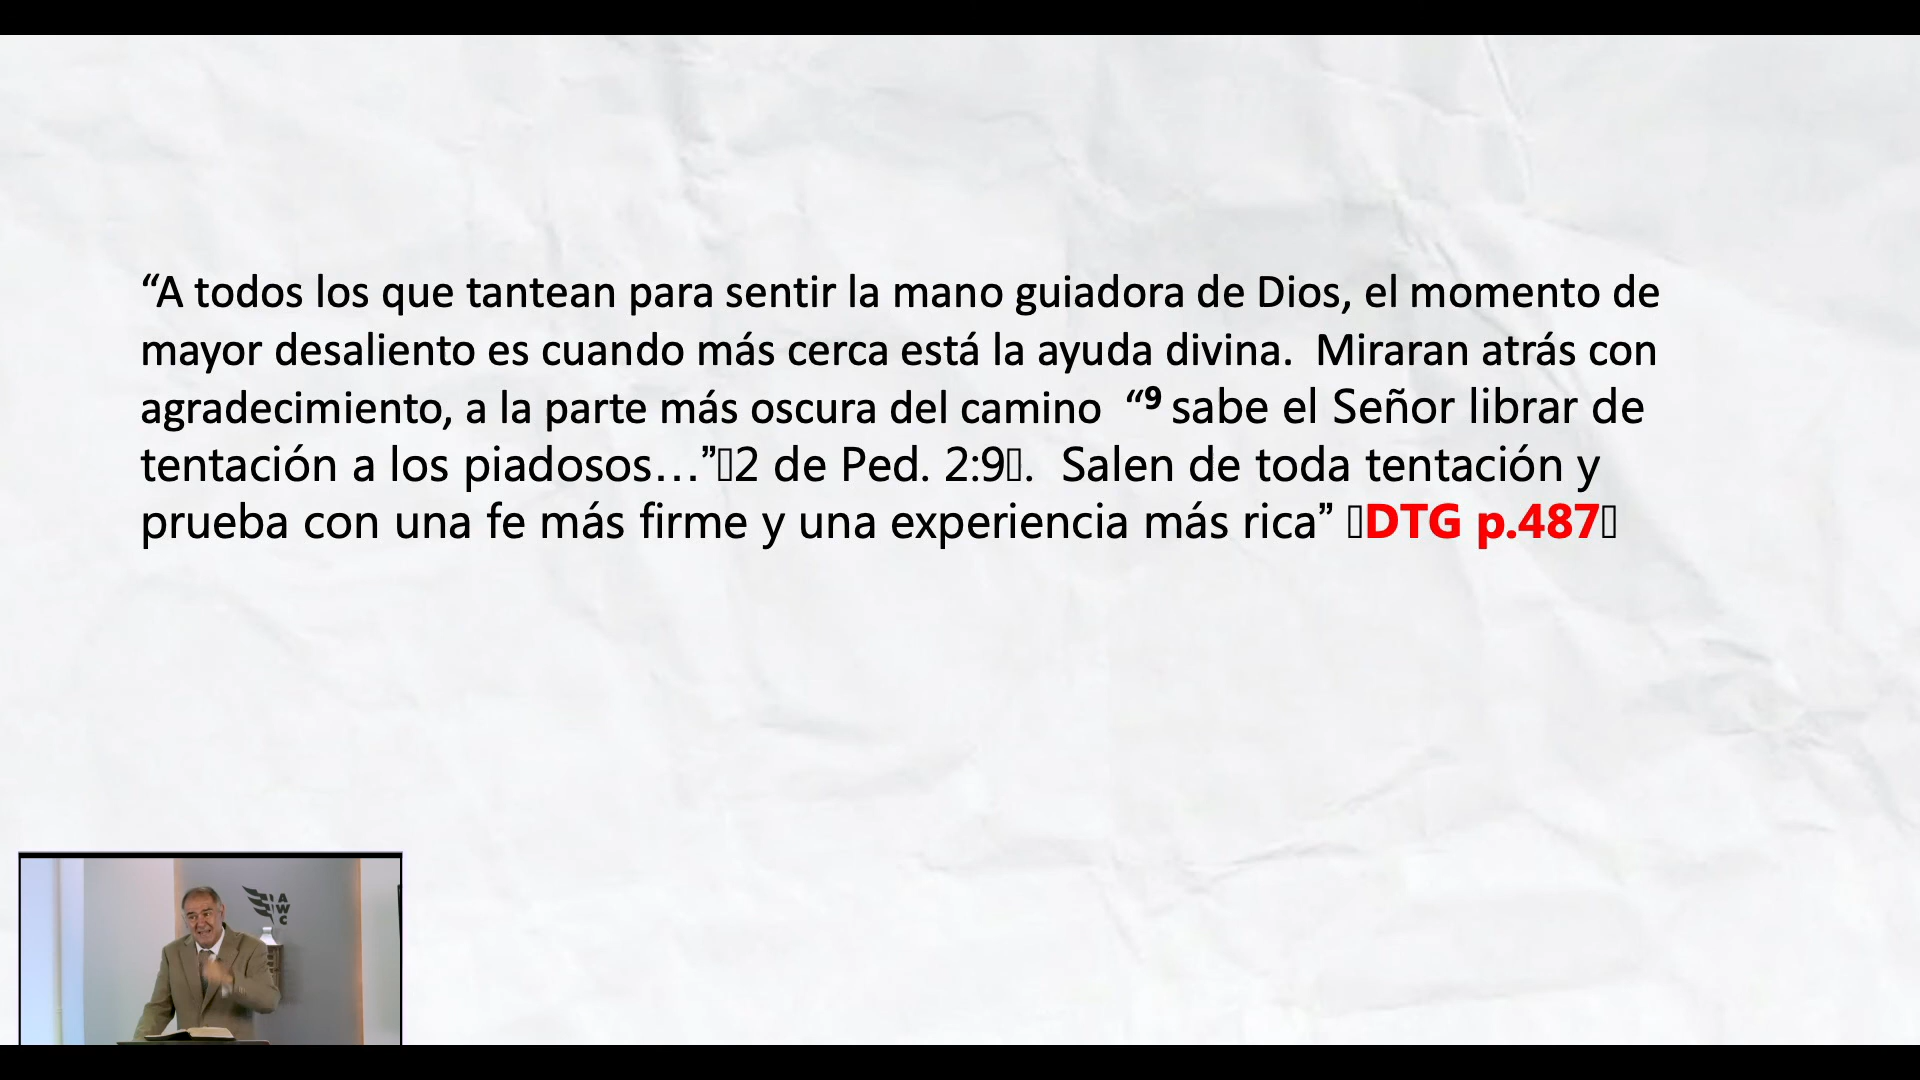 “A todos los que tantean para sentir la mano guiadora de Dios, el momento de
mayor desaliento es cuando más cerca está la ayuda divina.  Miraran atrás con
agradecimiento, a la parte más oscura del camino  “9 sabe el Señor librar de
tentación a los piadosos…”▯2 de Ped. 2:9▯.  Salen de toda tentación y
prueba con una fe más firme y una experiencia más rica” ▯DTG p.487▯
IAWC